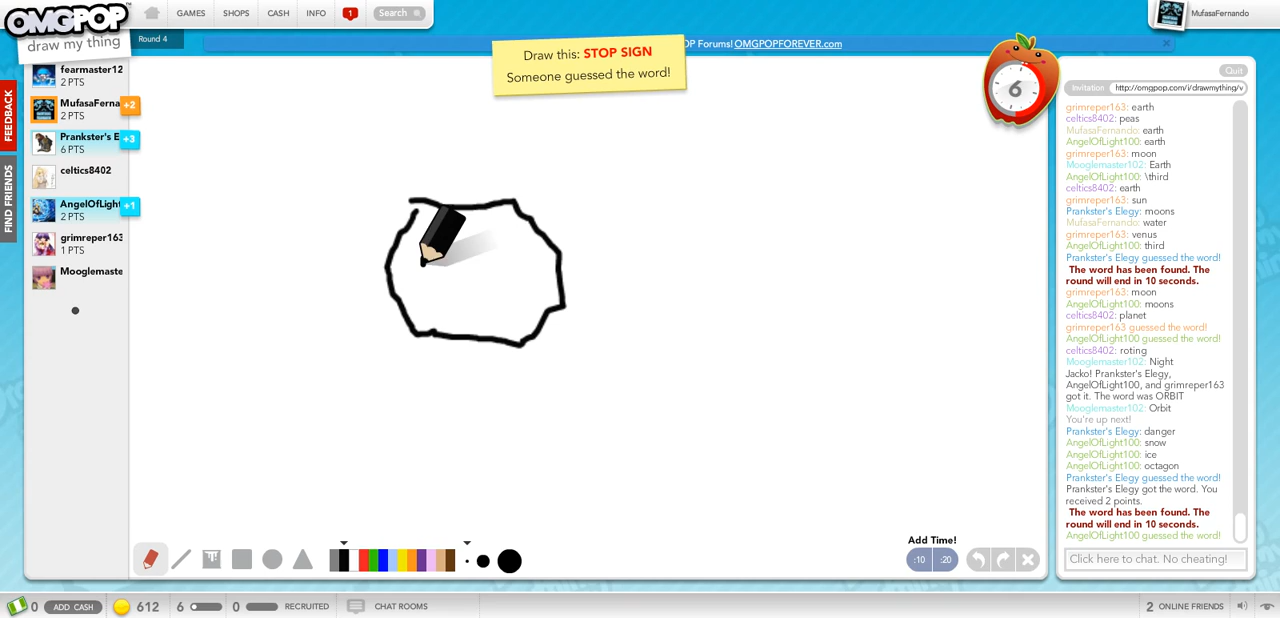 OMGPOP™
draw my thing
GAMES
SHOPS
CASH
INFO
1
Search
MufasaFernando
Round 4
OP Forums! OMGPOPFOREVER.com
Draw this: STOP SIGN
Someone guessed the word!
6
FEEDBACK
FIND FRIENDS
fearmaster12
2 PTS
MufasaFerna
+2
2 PTS
Prankster's E
+3
6 PTS
celtics8402
AngelOfLight
+1
2 PTS
grimreper163
1 PTS
Mooglemaste
Quit
Invitation
http://omgpop.com/i/drawmything/v
grimreper163: earth
celtics8402: peas
MufasaFernando: earth
AngelOfLight100: earth
grimreper163: moon
Mooglemaster102: Earth
AngelOfLight100: \third
celtics8402: earth
grimreper163: sun
Prankster's Elegy: moons
MufasaFernando: water
grimreper163: venus
AngelOfLight100: third
Prankster's Elegy guessed the word!
The word has been found. The
round will end in 10 seconds.
grimreper163: moon
AngelOfLight100: moons
celtics8402: planet
grimreper163 guessed the word!
AngelOfLight100 guessed the word!
celtics8402: roting
Mooglemaster102: Night
Jacko! Prankster's Elegy,
AngelOfLight100, and grimreper163
got it. The word was ORBIT
Mooglemaster102: Orbit
You're up next!
Prankster's Elegy: danger
AngelOfLight100: snow
AngelOfLight100: ice
AngelOfLight100: octagon
Prankster's Elegy guessed the word!
Prankster's Elegy got the word. You
received 2 points.
The word has been found. The
round will end in 10 seconds.
AngelOfLight100 guessed the word!
Click here to chat. No cheating!
Add Time!
:10
:20
0
ADD CASH
612
6
0
RECRUITED
CHAT ROOMS
2 ONLINE FRIENDS